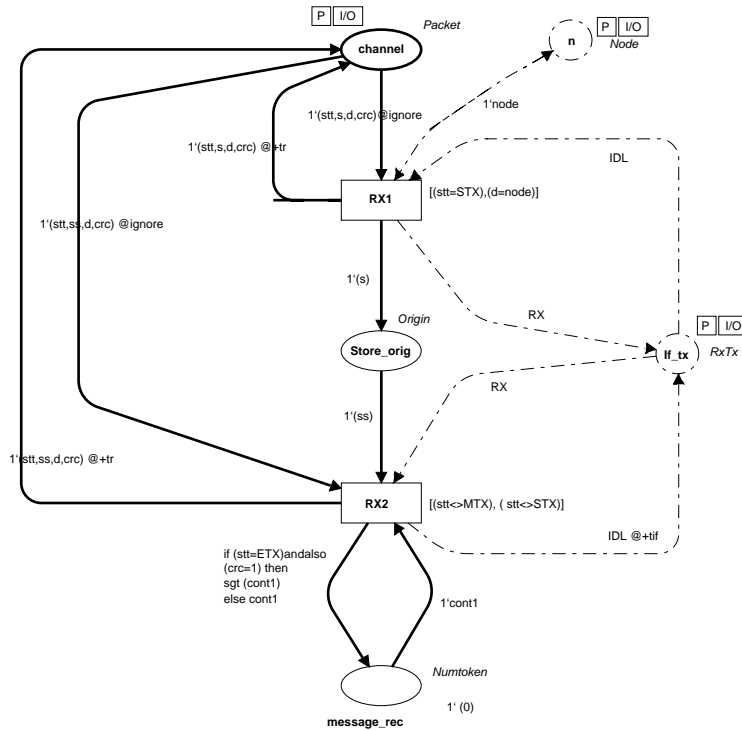 P I/O
Packet
channel
n
P I/O
Node
1‘node
1‘(stt,s,d,crc)@ignore
1‘(stt,s,d,crc) @+tr
IDL
RX1
[(stt=STX),(d=node)]
1‘(stt,ss,d,crc) @ignore
1‘(s)
RX
Origin
Store_orig
P I/O
If_tx
RxTx
RX
1‘(ss)
1‘(stt,ss,d,crc) @+tr
RX2
[(stt<>MTX), ( stt<>STX)]
IDL @+tif
if (stt=ETX)andalso
(crc=1) then
sgt (cont1)
else cont1
1‘cont1
Numtoken
1‘ (0)
message_rec